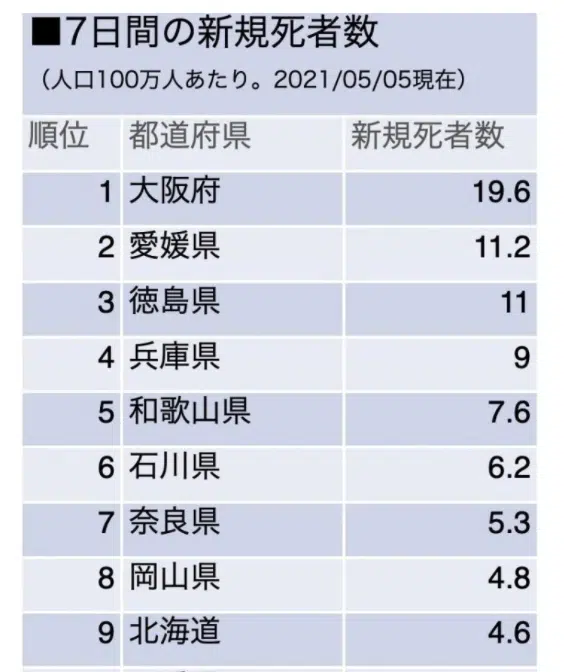 ■7日間の新規死者数
（人口100万人あたり。2021/05/05現在）
順位 都道府県 新規死者数
1 大阪府 19.6
2 愛媛県 11.2
3 徳島県 11
4 兵庫県 9
5 和歌山県 7.6
6 石川県 6.2
7 奈良県 5.3
8 岡山県 4.8
9 北海道 4.6